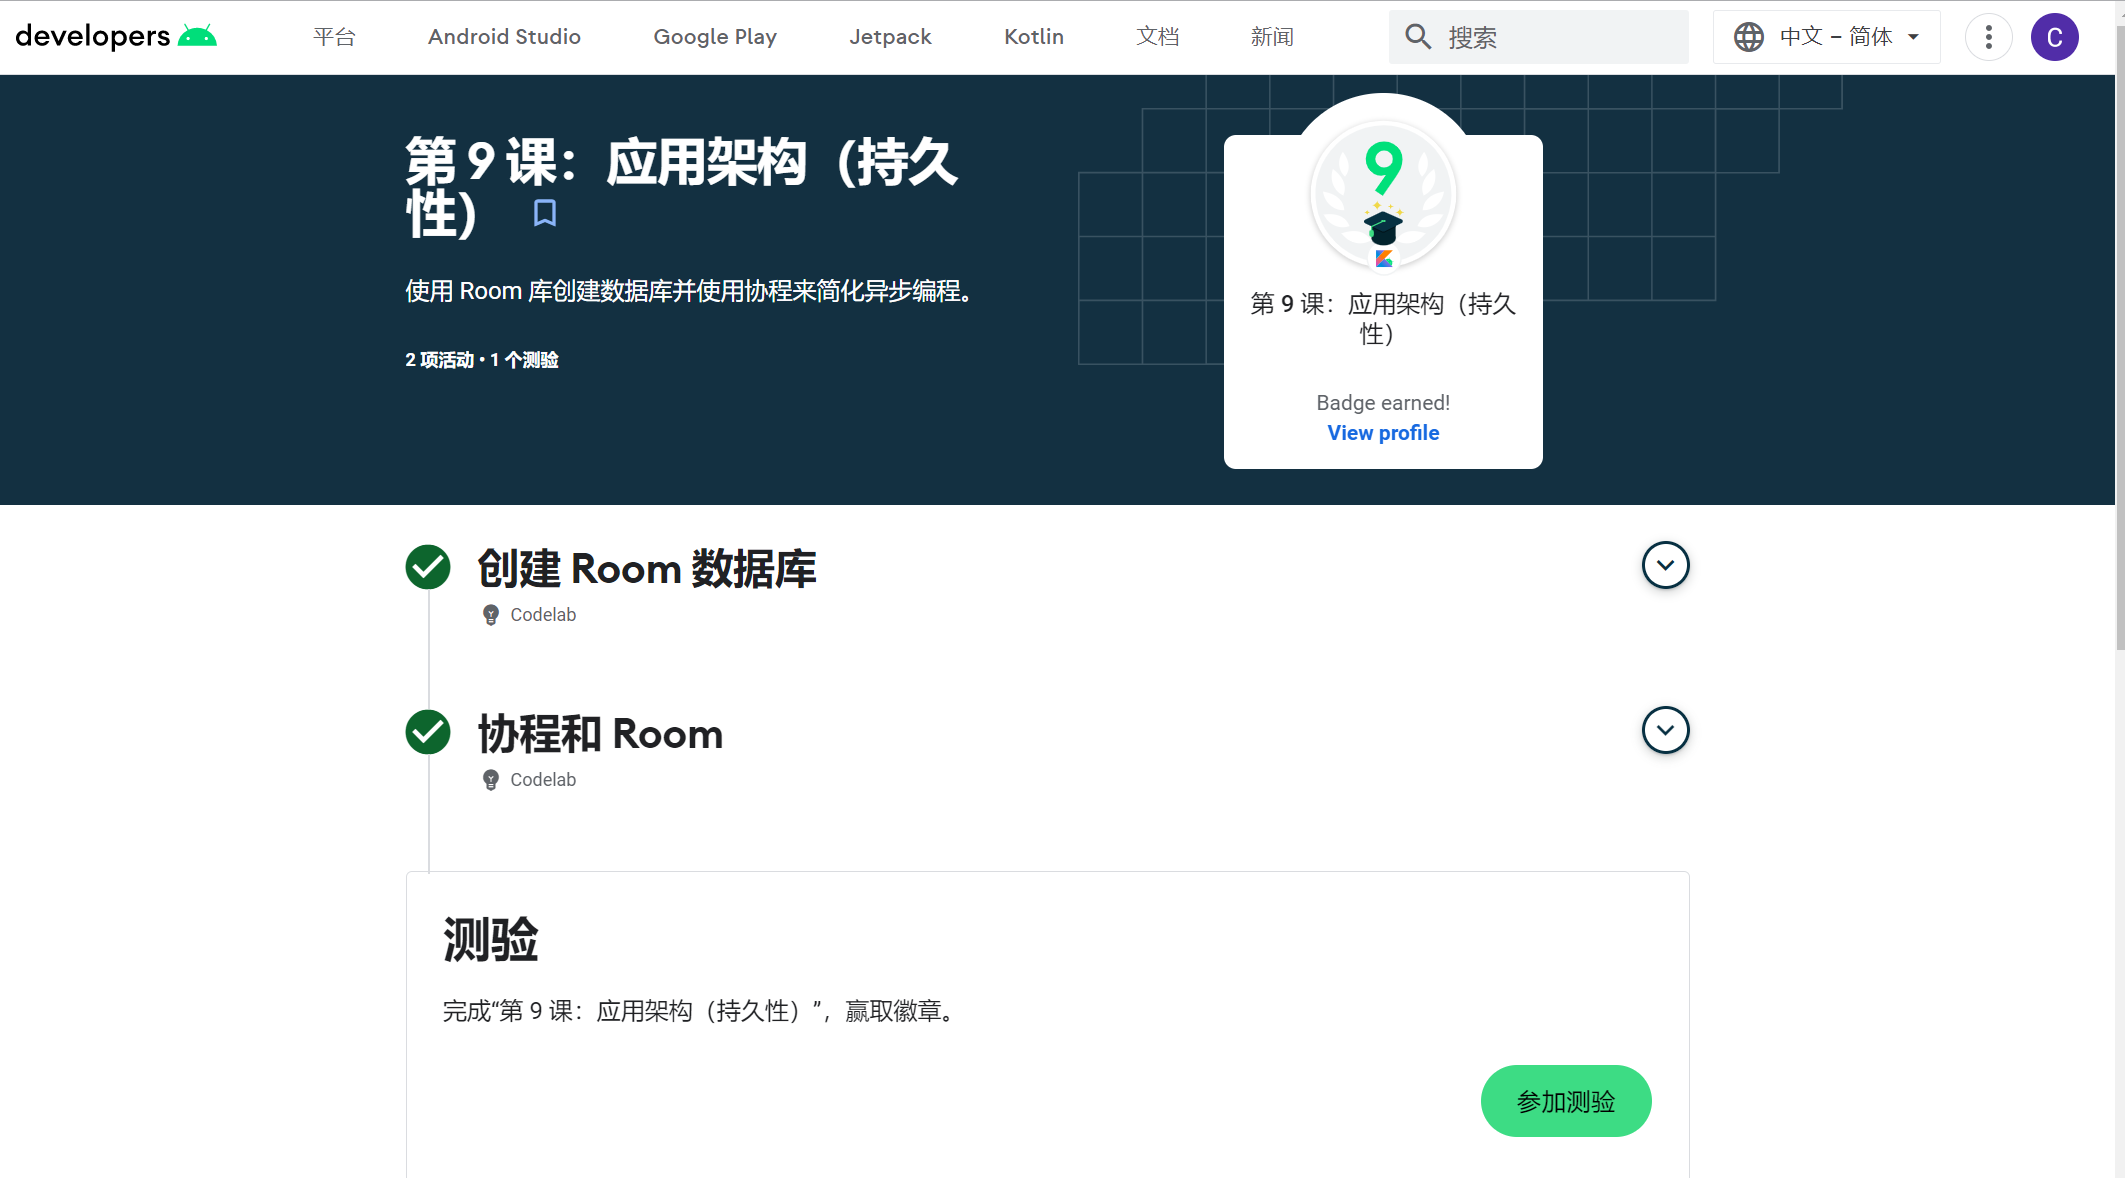 developers
平台
Android Studio
Google Play
Jetpack
Kotlin
文档
新闻
搜索
中文 – 简体
C
第 9 课：应用架构（持久
性）
使用 Room 库创建数据库并使用协程来简化异步编程。
2 项活动 • 1 个测验
9
第 9 课：应用架构（持久
性）
Badge earned!
View profile
创建 Room 数据库
Codelab
协程和 Room
Codelab
测验
完成“第 9 课：应用架构（持久性）”，赢取徽章。
参加测验